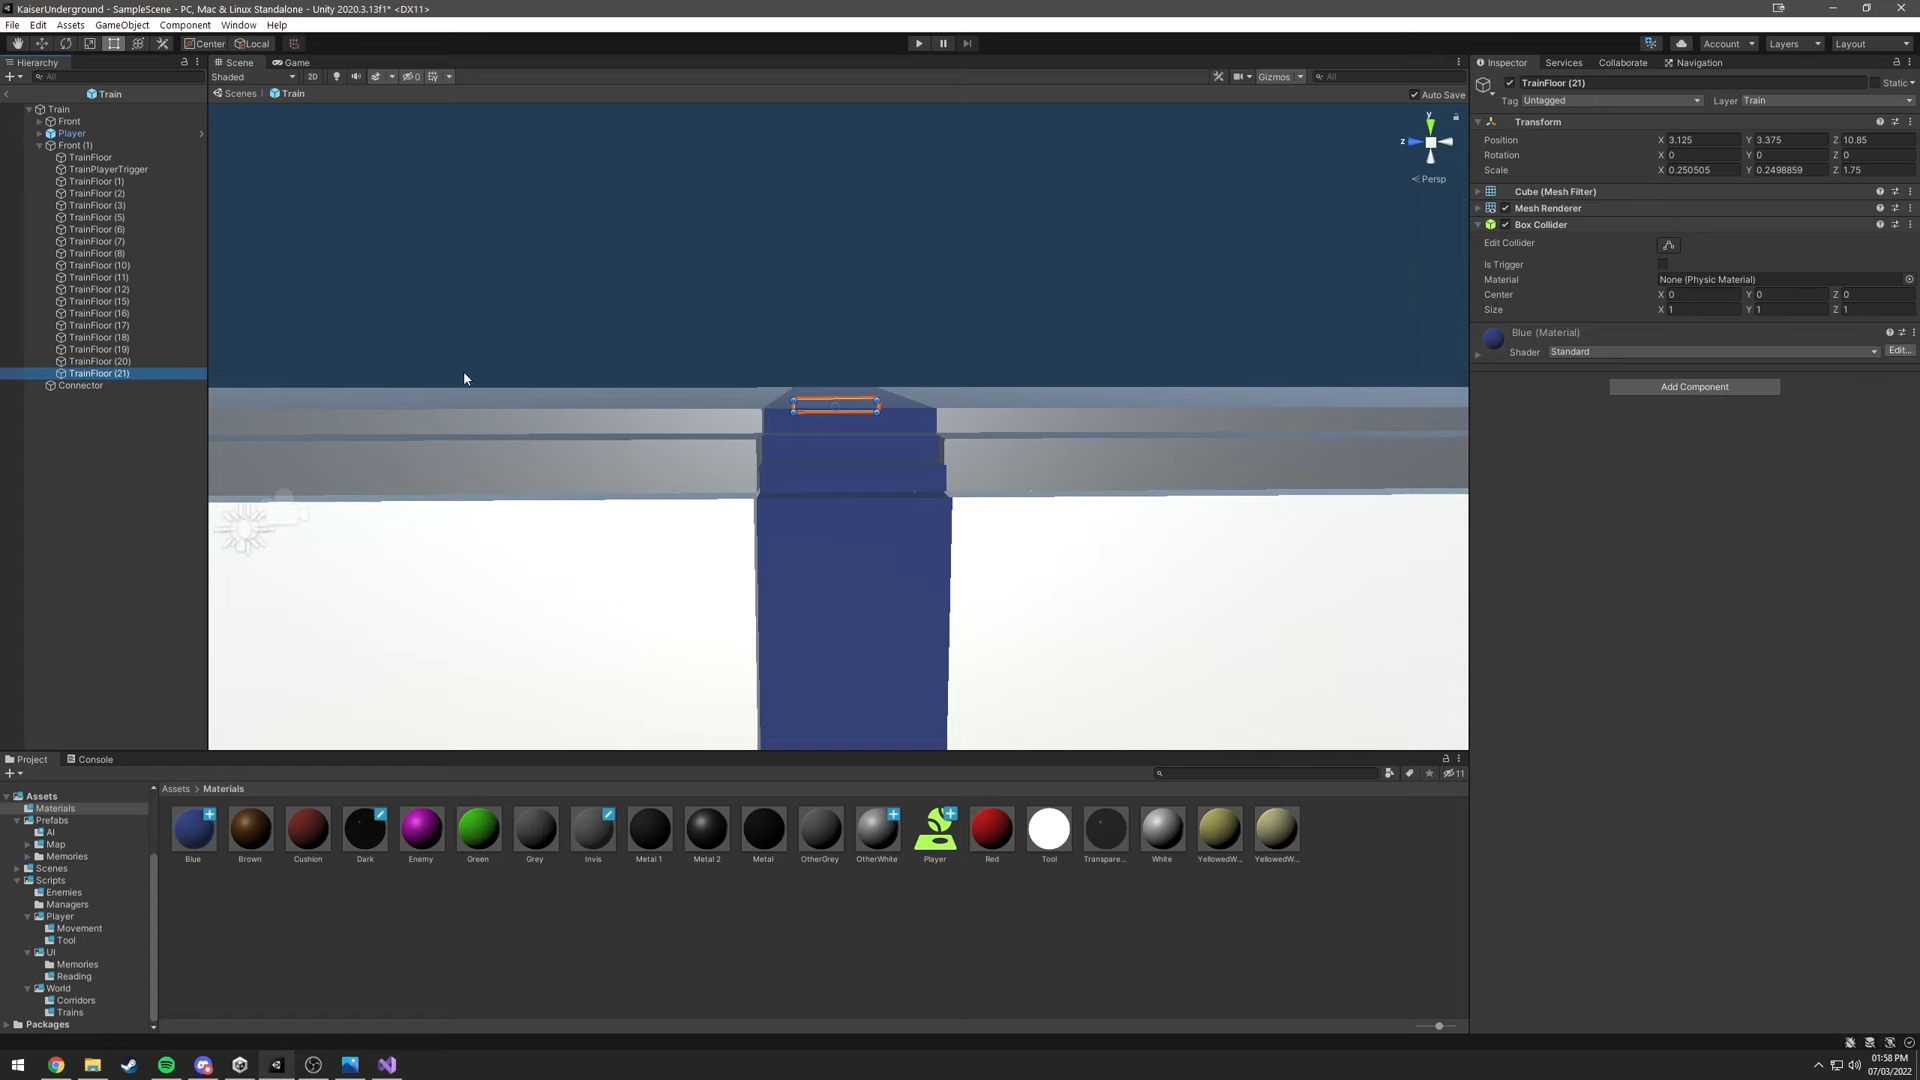 KaiserUnderground - SampleScene - PC, Mac & Linux Standalone - Unity 2020.3.13f1* <DX11>
File Edit Assets GameObject Component Window Help
Center Local Account Layers Layout
Hierarchy
All
Train
Train
Front
Player
Front (1)
TrainFloor
TrainPlayerTrigger
TrainFloor (1)
TrainFloor (2)
TrainFloor (3)
TrainFloor (5)
TrainFloor (6)
TrainFloor (7)
TrainFloor (8)
TrainFloor (10)
TrainFloor (11)
TrainFloor (12)
TrainFloor (15)
TrainFloor (16)
TrainFloor (17)
TrainFloor (18)
TrainFloor (19)
TrainFloor (20)
TrainFloor (21)
Connector
Scene Game
Shaded 2D 0 Gizmos All
Scenes Train Auto Save
y
z
Persp
Inspector Services Collaborate Navigation
TrainFloor (21) Static
Tag Untagged Layer Train
Transform
Position X 3.125 Y 3.375 Z 10.85
Rotation X 0 Y 0 Z 0
Scale X 0.250505 Y 0.2498859 Z 1.75
Cube (Mesh Filter)
Mesh Renderer
Box Collider
Edit Collider
Is Trigger
Material None (Physic Material)
Center X 0 Y 0 Z 0
Size X 1 Y 1 Z 1
Blue (Material)
Shader Standard Edit...
Add Component
Project Console
11
Assets
Materials
Prefabs
AI
Map
Memories
Scenes
Scripts
Enemies
Managers
Player
Movement
Tool
UI
Memories
Reading
World
Corridors
Trains
Packages
Assets > Materials
Blue Brown Cushion Dark Enemy Green Grey Invis Metal 1 Metal 2 Metal OtherGrey OtherWhite Player Red Tool Transpare... White YellowedW... YellowedW...
01:58 PM
07/03/2022